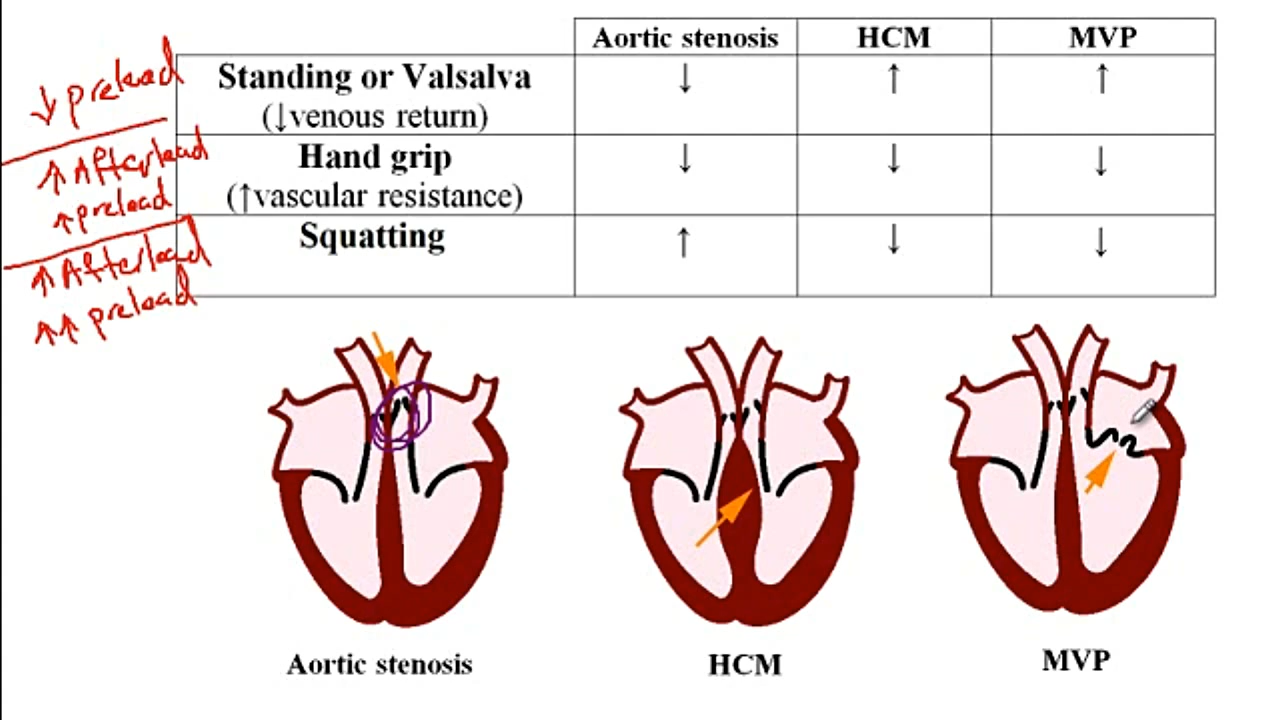 Aortic stenosis HCM MVP
↓ preload
Standing or Valsalva ↓ ↑ ↑
(↓venous return)
↑ Afterload
Hand grip ↓ ↓ ↓
↑ preload
(↑vascular resistance)
↑ Afterload
Squatting ↑ ↓ ↓
↑↑ preload
Aortic stenosis HCM MVP